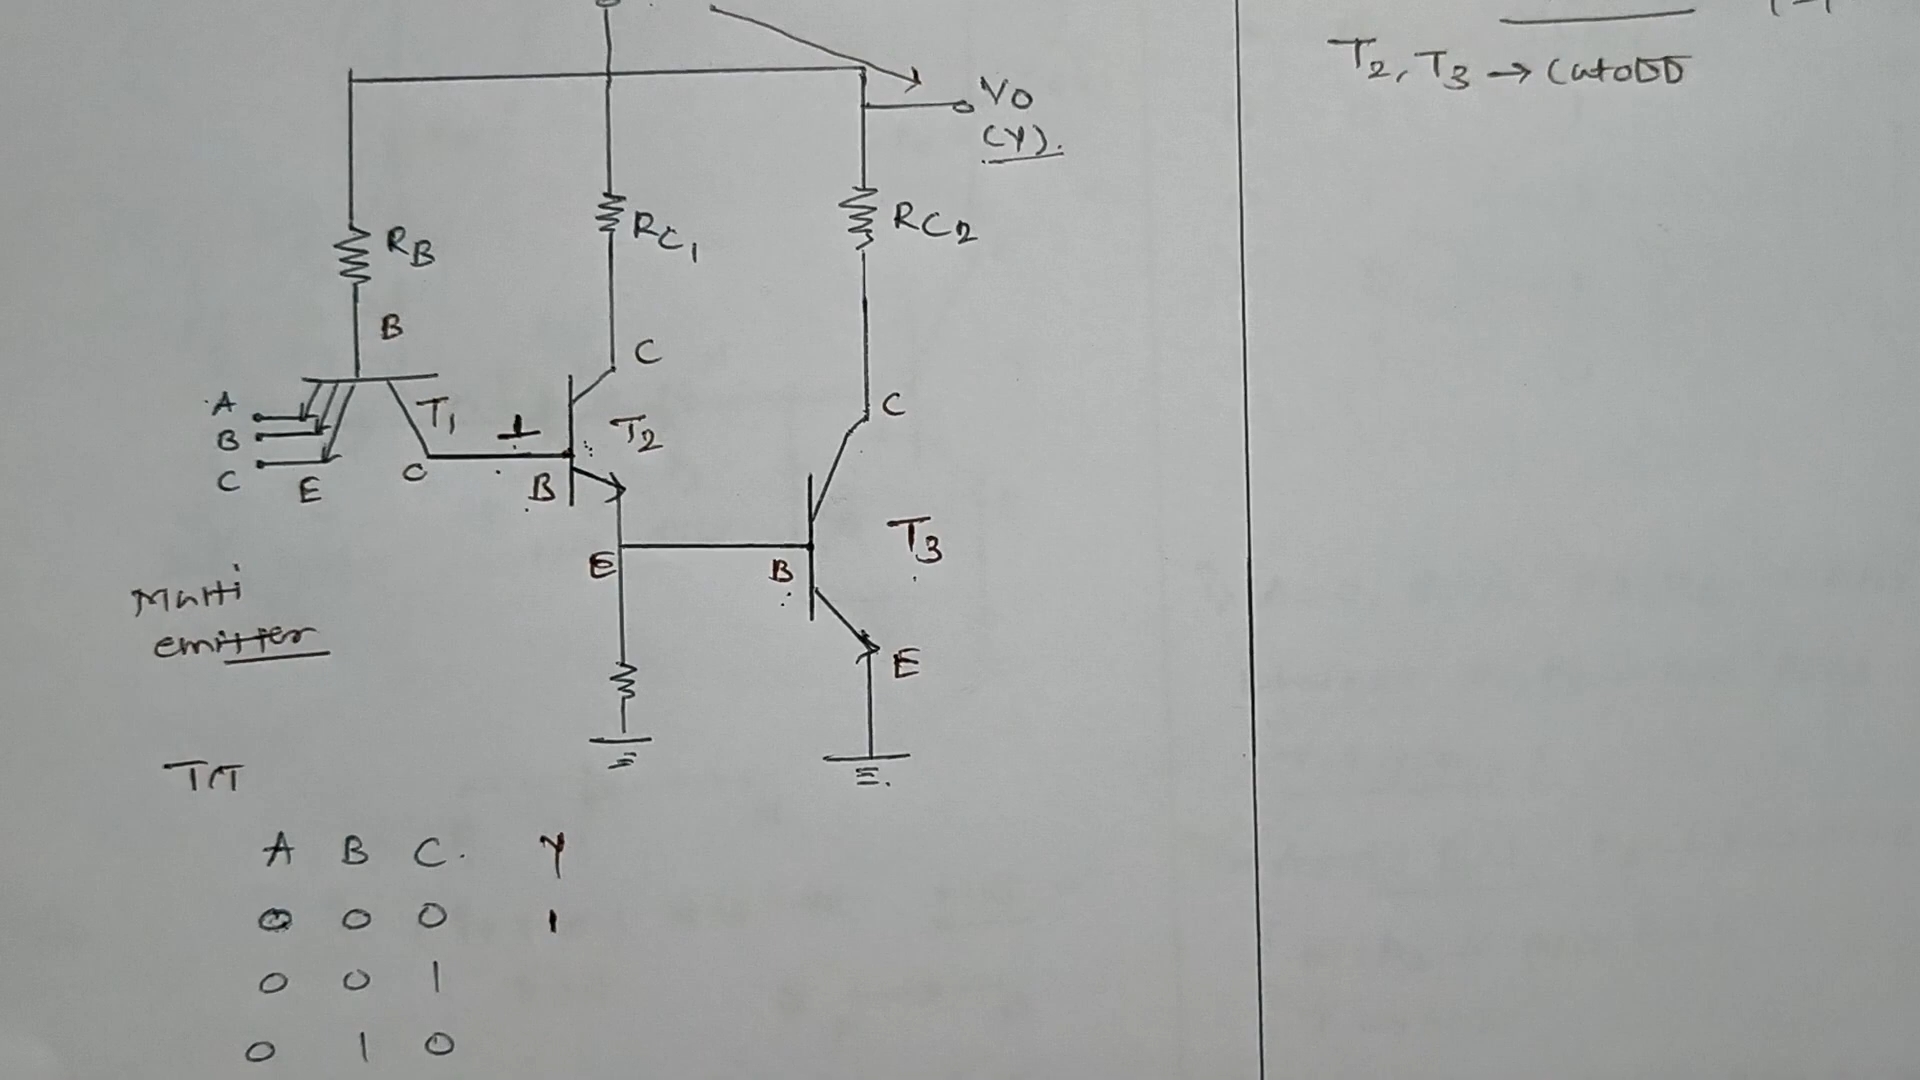 T2, T3 → Cutoff
Vo
(Y).
RB
RC1
RC2
B
C
C
A
B
C
E
T1
C
B
T2
E
B
T3
E
Multi
emitter
TT
A B C. Y
0 0 0 1
0 0 1
0 1 0